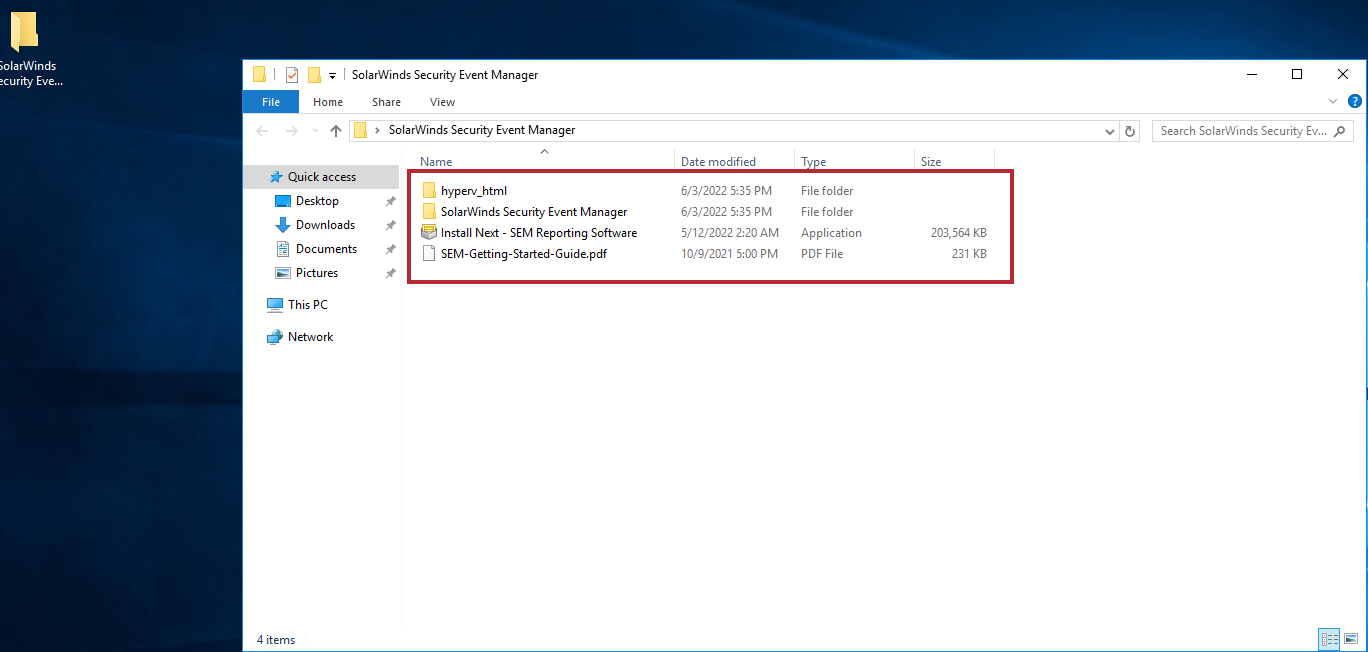 SolarWinds
ecurity Eve...
SolarWinds Security Event Manager
File Home Share View
SolarWinds Security Event Manager
Search SolarWinds Security Ev...
Name Date modified Type Size
Quick access
Desktop
Downloads
Documents
Pictures
This PC
Network
hyperv_html 6/3/2022 5:35 PM File folder
SolarWinds Security Event Manager 6/3/2022 5:35 PM File folder
Install Next - SEM Reporting Software 5/12/2022 2:20 AM Application 203,564 KB
SEM-Getting-Started-Guide.pdf 10/9/2021 5:00 PM PDF File 231 KB
4 items